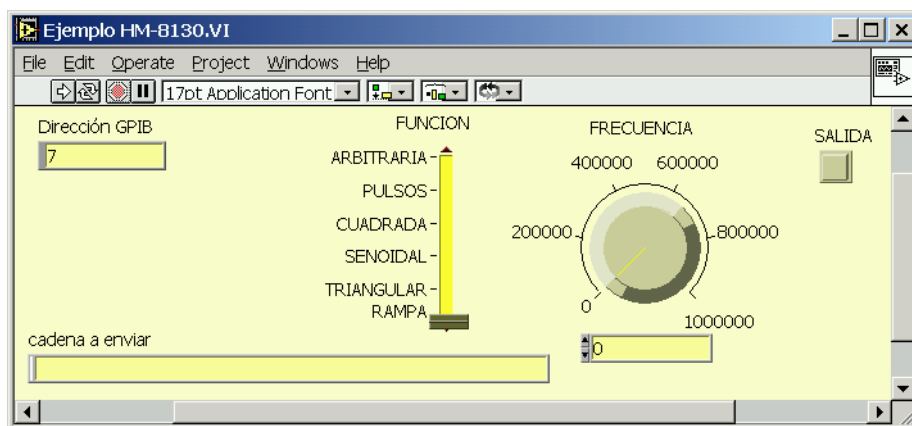 Ejemplo HM-8130.VI
File Edit Operate Project Windows Help
17pt Application Font
Dirección GPIB
7
FUNCION
ARBITRARIA
PULSOS
CUADRADA
SENOIDAL
TRIANGULAR
RAMPA
FRECUENCIA
400000 600000
200000 800000
0 1000000
0
SALIDA
cadena a enviar